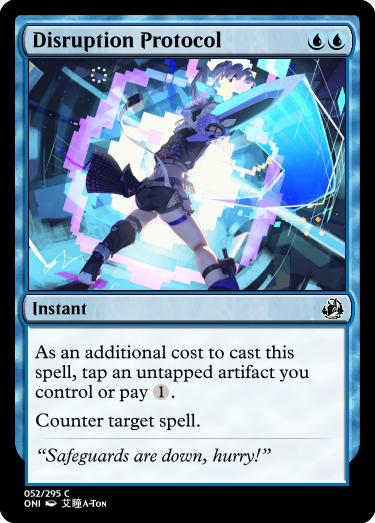 Disruption Protocol
Instant
As an additional cost to cast this
spell, tap an untapped artifact you
control or pay 1.
Counter target spell.
“Safeguards are down, hurry!”
052/295 C
ONI 艾瞳A-Ton